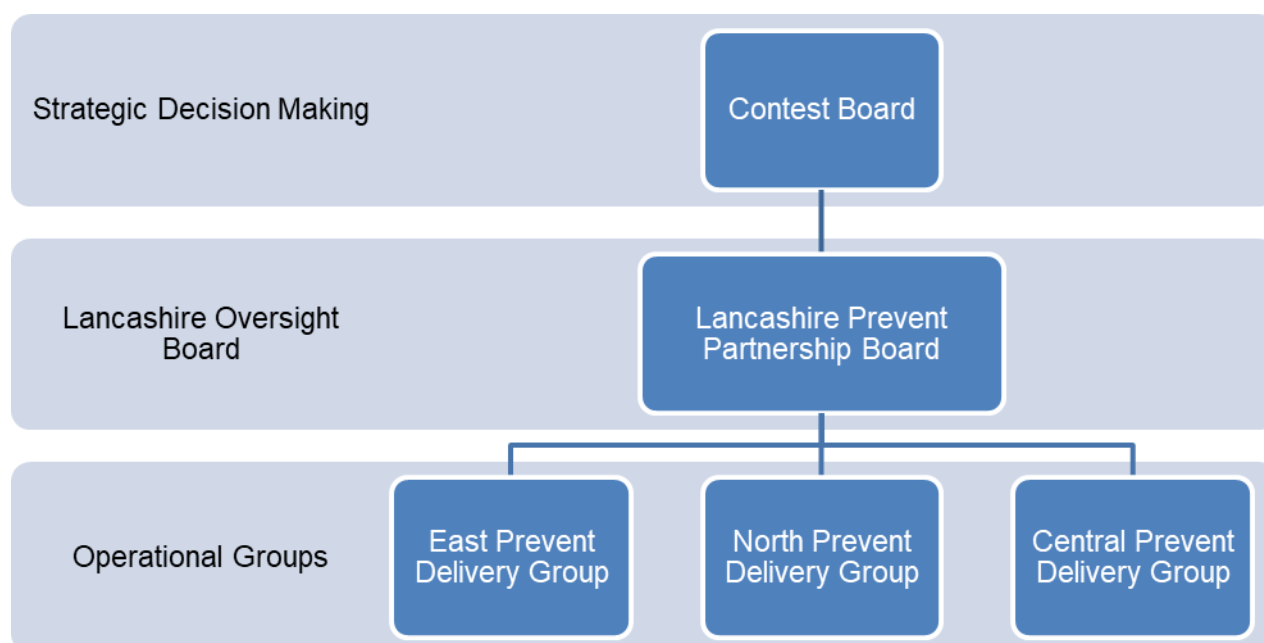 Strategic Decision Making
Contest Board
Lancashire Oversight
Board
Lancashire Prevent
Partnership Board
Operational Groups
East Prevent
Delivery Group
North Prevent
Delivery Group
Central Prevent
Delivery Group